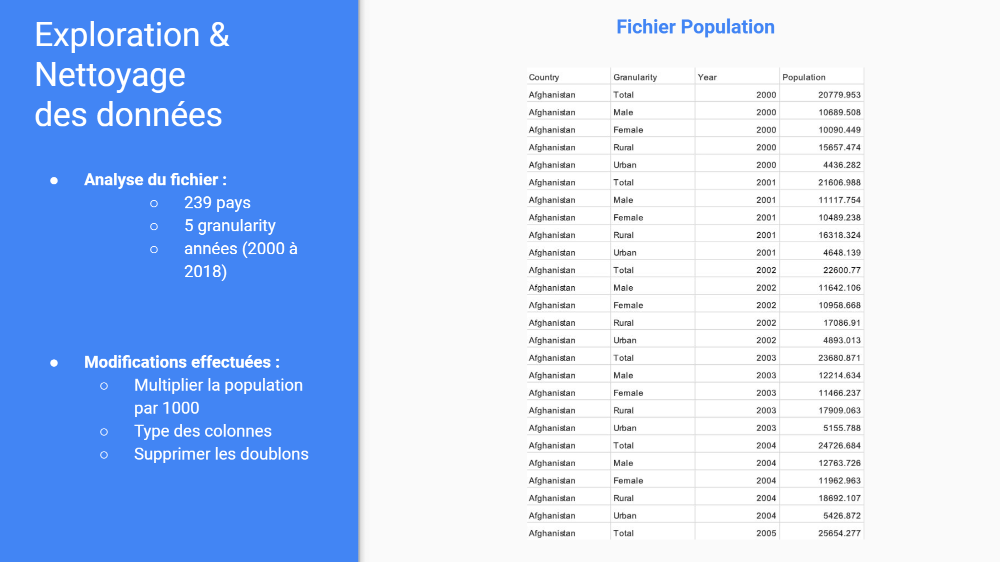 Exploration &
Nettoyage
des données
● Analyse du fichier :
○ 239 pays
○ 5 granularity
○ années (2000 à
2018)
● Modifications effectuées :
○ Multiplier la population
par 1000
○ Type des colonnes
○ Supprimer les doublons
Fichier Population
Country Granularity Year Population
Afghanistan Total 2000 20779.953
Afghanistan Male 2000 10689.508
Afghanistan Female 2000 10090.449
Afghanistan Rural 2000 15657.474
Afghanistan Urban 2000 4436.282
Afghanistan Total 2001 21606.988
Afghanistan Male 2001 11117.754
Afghanistan Female 2001 10489.238
Afghanistan Rural 2001 16318.324
Afghanistan Urban 2001 4648.139
Afghanistan Total 2002 22600.77
Afghanistan Male 2002 11642.106
Afghanistan Female 2002 10958.668
Afghanistan Rural 2002 17086.91
Afghanistan Urban 2002 4893.013
Afghanistan Total 2003 23680.871
Afghanistan Male 2003 12214.634
Afghanistan Female 2003 11466.237
Afghanistan Rural 2003 17909.063
Afghanistan Urban 2003 5155.788
Afghanistan Total 2004 24726.684
Afghanistan Male 2004 12763.726
Afghanistan Female 2004 11962.963
Afghanistan Rural 2004 18692.107
Afghanistan Urban 2004 5426.872
Afghanistan Total 2005 25654.277